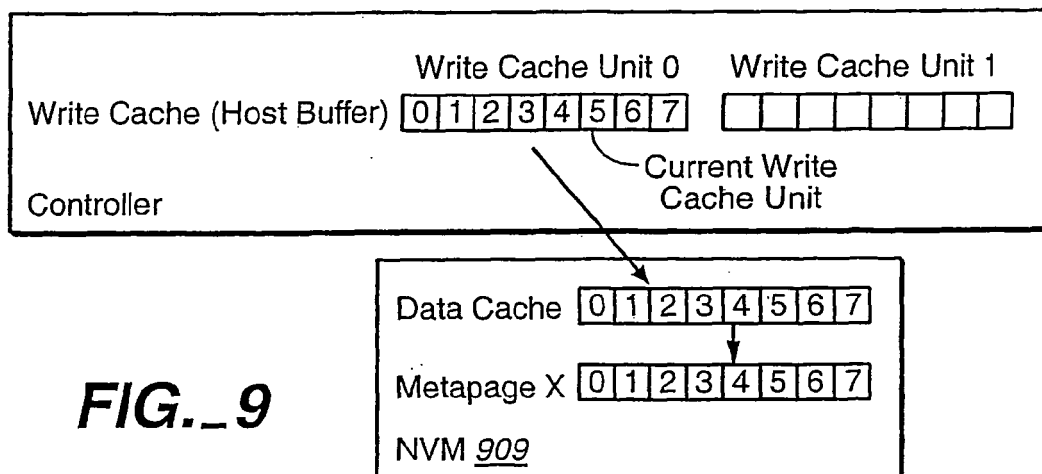 Write Cache Unit 0 Write Cache Unit 1
Write Cache (Host Buffer) 0 1 2 3 4 5 6 7
Current Write
Cache Unit
Controller
Data Cache 0 1 2 3 4 5 6 7
Metapage X 0 1 2 3 4 5 6 7
FIG._9
NVM 909